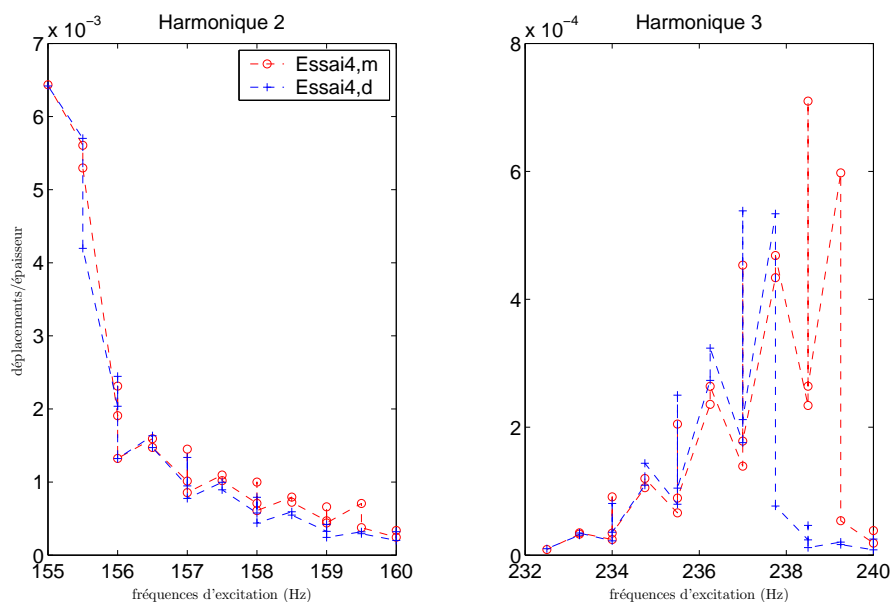 Harmonique 2
x 10^-3
7
6
5
4
3
2
1
0
155 156 157 158 159 160
déplacements/épaisseur
fréquences d'excitation (Hz)
Essai4,m
Essai4,d
Harmonique 3
x 10^-4
8
6
4
2
0
232 234 236 238 240
fréquences d'excitation (Hz)